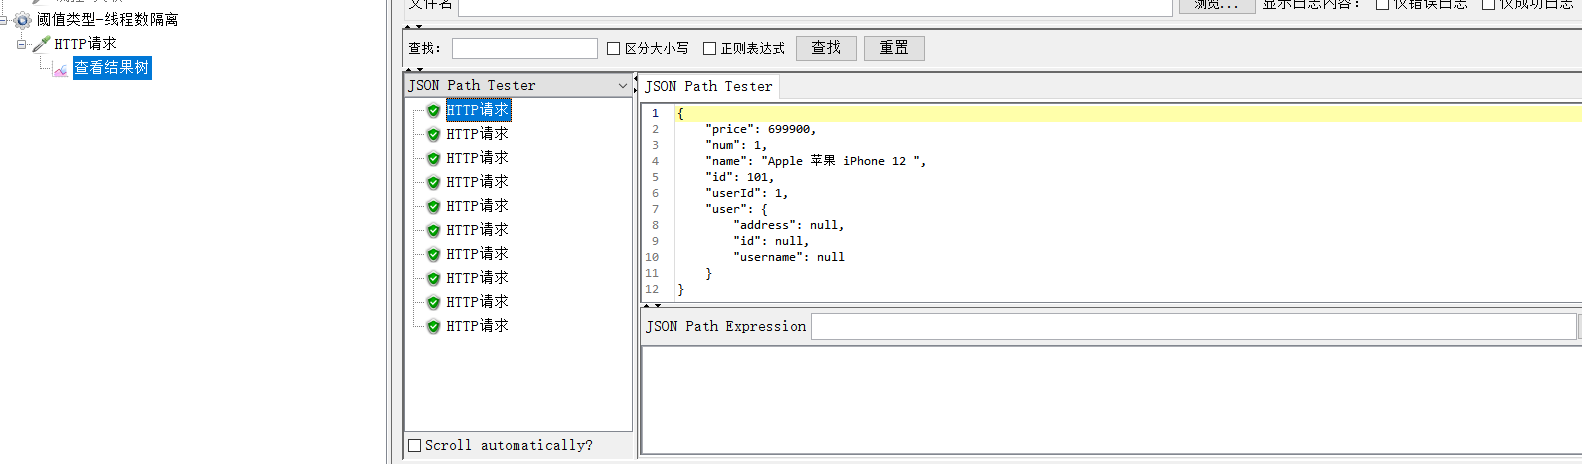 阈值类型-线程数隔离
HTTP请求
查看结果树
文件名
浏览...
显示日志内容：
仅错误日志
仅成功日志
查找：
区分大小写
正则表达式
查找
重置
JSON Path Tester
HTTP请求
HTTP请求
HTTP请求
HTTP请求
HTTP请求
HTTP请求
HTTP请求
HTTP请求
HTTP请求
HTTP请求
Scroll automatically?
JSON Path Tester
1 {
2 "price": 699900,
3 "num": 1,
4 "name": "Apple 苹果 iPhone 12 ",
5 "id": 101,
6 "userId": 1,
7 "user": {
8 "address": null,
9 "id": null,
10 "username": null
11 }
12 }
JSON Path Expression